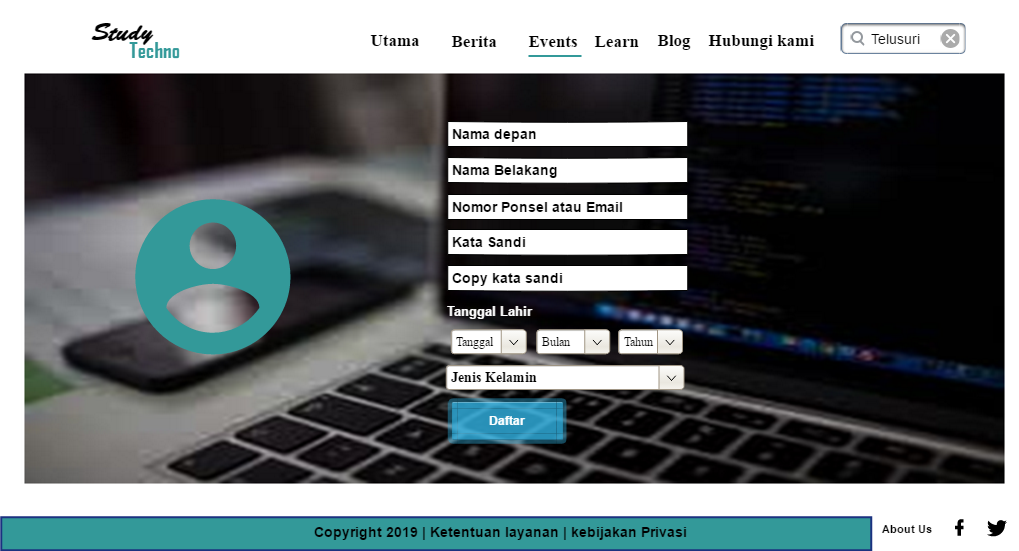 Study
Techno
Utama Berita Events Learn Blog Hubungi kami Telusuri
Nama depan
Nama Belakang
Nomor Ponsel atau Email
Kata Sandi
Copy kata sandi
Tanggal Lahir
Tanggal Bulan Tahun
Jenis Kelamin
Daftar
Copyright 2019 | Ketentuan layanan | kebijakan Privasi
About Us